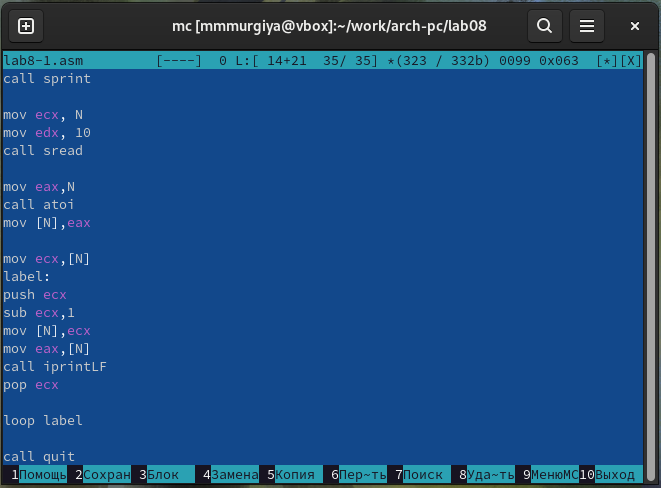 mc [mmmurgiya@vbox]:~/work/arch-pc/lab08
lab8-1.asm [----] 0 L:[ 14+21 35/ 35] *(323 / 332b) 0099 0x063 [*][X]
call sprint
mov ecx, N
mov edx, 10
call sread
mov eax,N
call atoi
mov [N],eax
mov ecx,[N]
label:
push ecx
sub ecx,1
mov [N],ecx
mov eax,[N]
call iprintLF
pop ecx
loop label
call quit
1Помощь 2Сохран 3Блок 4Замена 5Копия 6Пер~ть 7Поиск 8Уда~ть 9МенюMC 10Выход